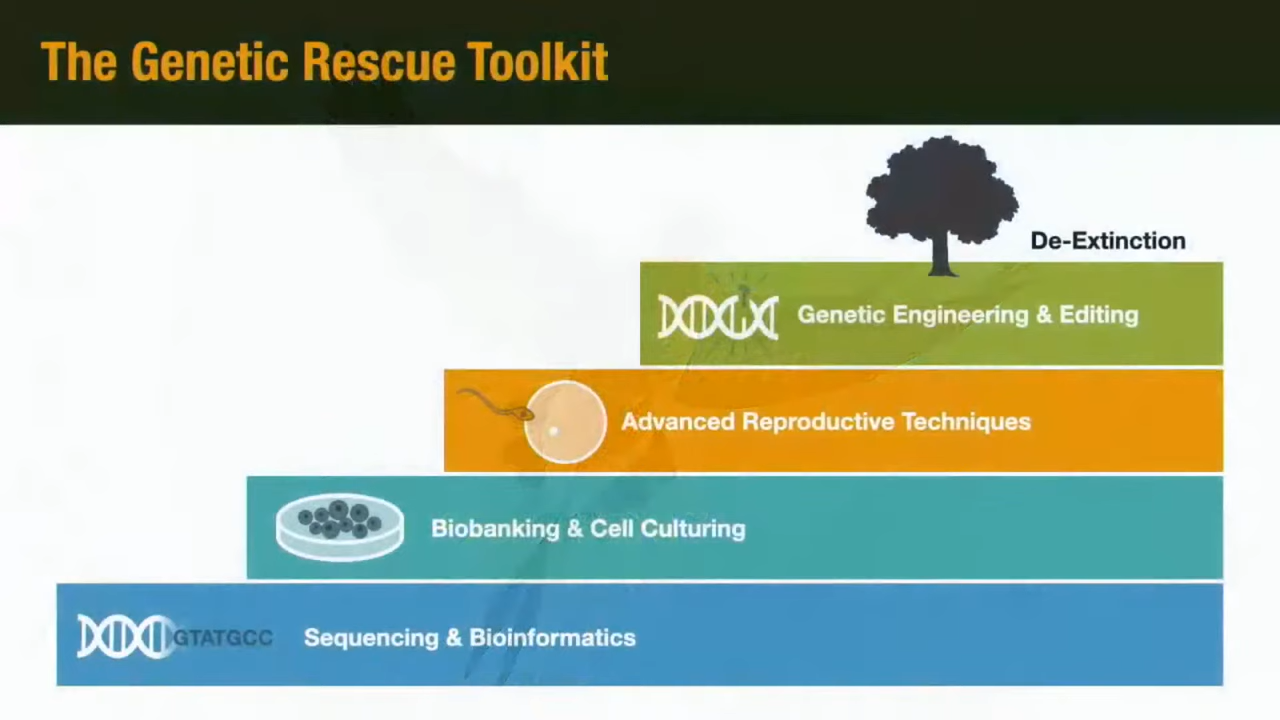 The Genetic Rescue Toolkit
De-Extinction
Genetic Engineering & Editing
Advanced Reproductive Techniques
Biobanking & Cell Culturing
GTATGCC
Sequencing & Bioinformatics